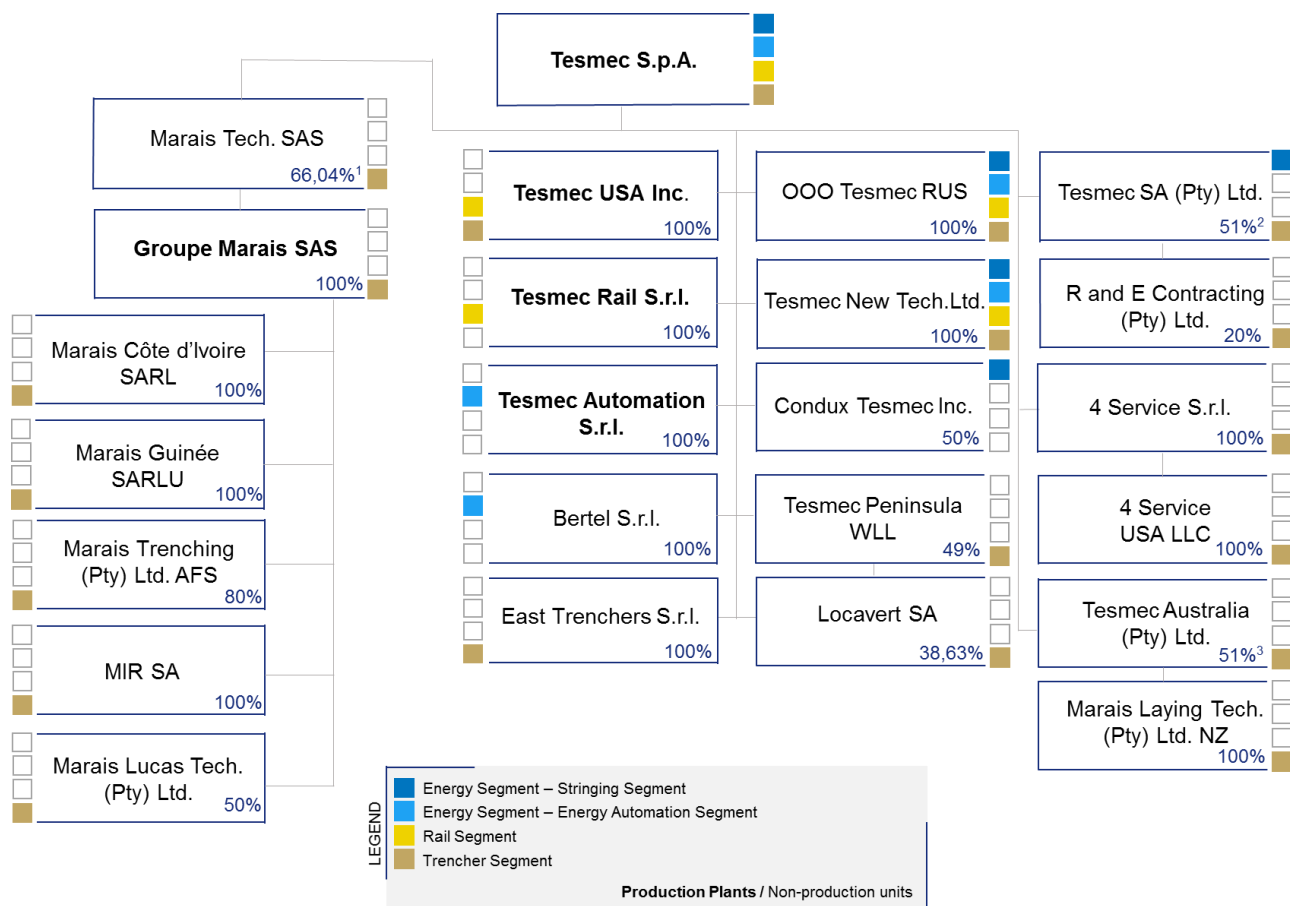 Tesmec S.p.A.
Marais Tech. SAS
66,04%1
Groupe Marais SAS
100%
Marais Côte d'Ivoire
SARL
100%
Marais Guinée
SARLU
100%
Marais Trenching
(Pty) Ltd. AFS
80%
MIR SA
100%
Marais Lucas Tech.
(Pty) Ltd.
50%
Tesmec USA Inc.
100%
Tesmec Rail S.r.l.
100%
Tesmec Automation
S.r.l.
100%
Bertel S.r.l.
100%
East Trenchers S.r.l.
100%
OOO Tesmec RUS
100%
Tesmec New Tech.Ltd.
100%
Condux Tesmec Inc.
50%
Tesmec Peninsula
WLL
49%
Locavert SA
38,63%
Tesmec SA (Pty) Ltd.
51%2
R and E Contracting
(Pty) Ltd.
20%
4 Service S.r.l.
100%
4 Service
USA LLC
100%
Tesmec Australia
(Pty) Ltd.
51%3
Marais Laying Tech.
(Pty) Ltd. NZ
100%
LEGEND
Energy Segment – Stringing Segment
Energy Segment – Energy Automation Segment
Rail Segment
Trencher Segment
Production Plants / Non-production units